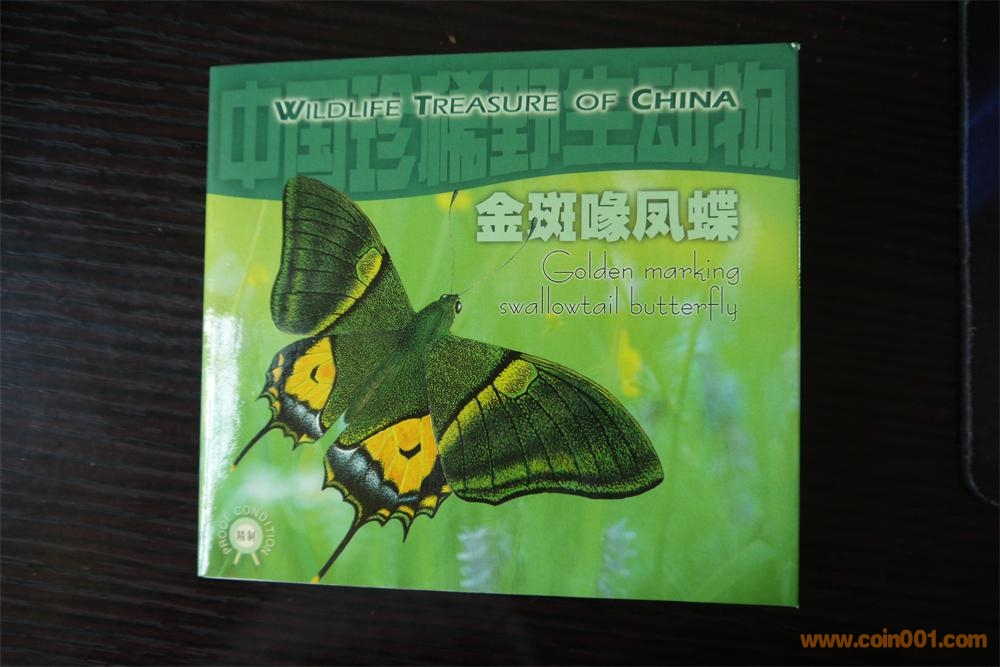 中国珍稀野生动物
WILDLIFE TREASURE OF CHINA
金斑喙凤蝶
Golden marking
swallowtail butterfly
PROOF CONDITION
精制
www.coin001.com